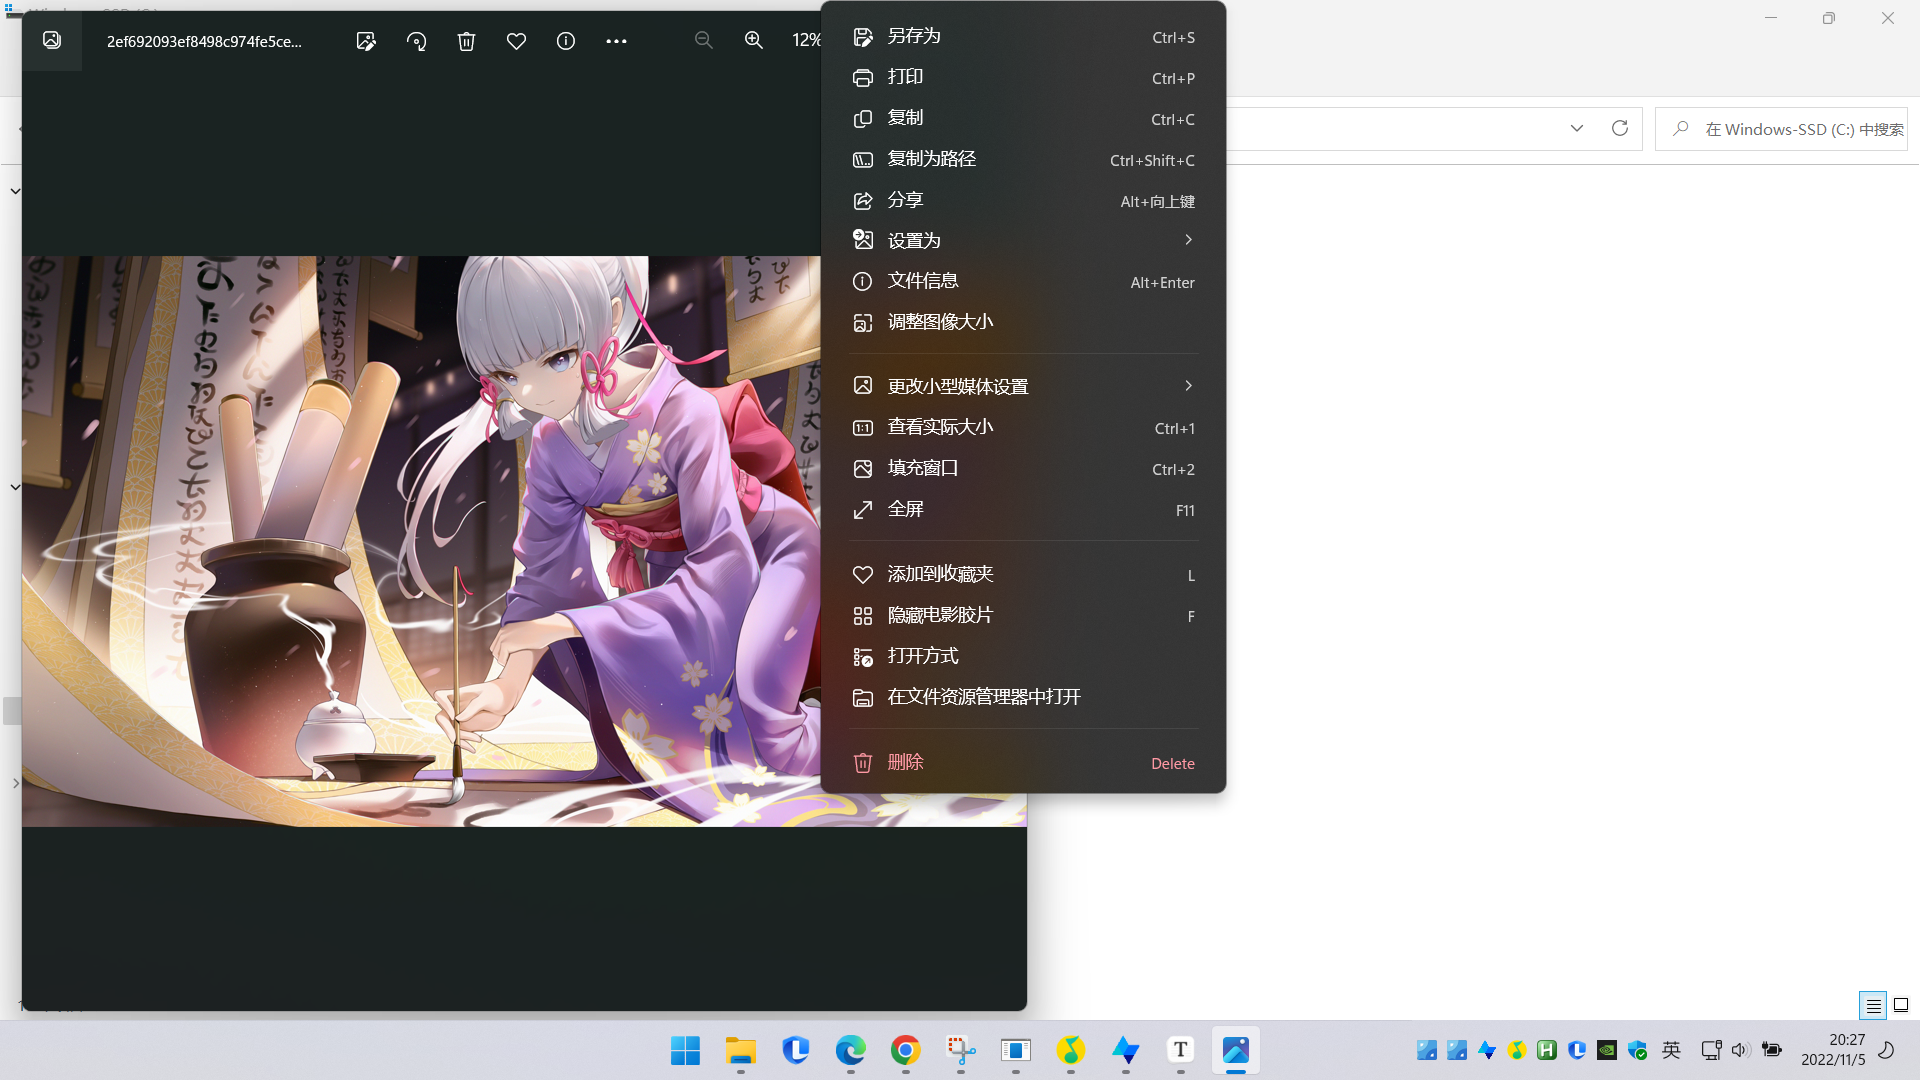 2ef692093ef8498c974fe5ce...
12%
另存为 Ctrl+S
打印 Ctrl+P
复制 Ctrl+C
复制为路径 Ctrl+Shift+C
分享 Alt+向上键
设置为
文件信息 Alt+Enter
调整图像大小
更改小型媒体设置
查看实际大小 Ctrl+1
填充窗口 Ctrl+2
全屏 F11
添加到收藏夹 L
隐藏电影胶片 F
打开方式
在文件资源管理器中打开
删除 Delete
在 Windows-SSD (C:) 中搜索
英
20:27
2022/11/5